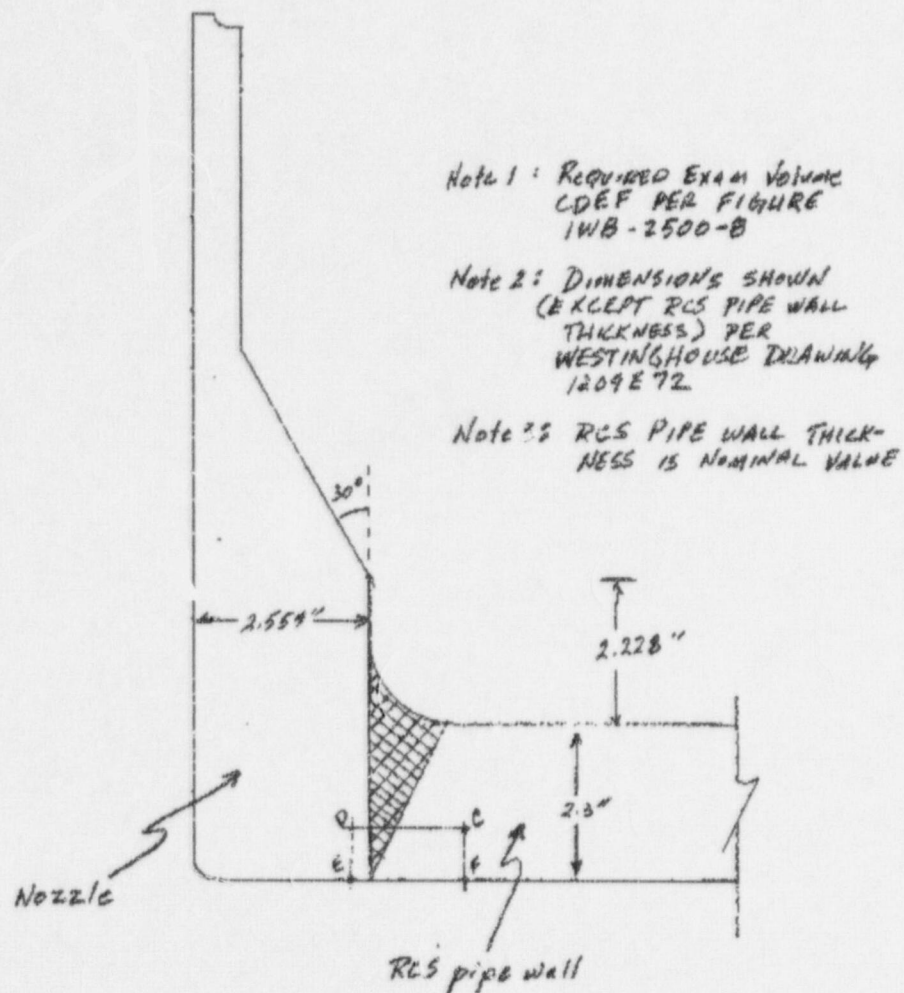 Note 1: REQUIRED EXAM VOLUME
CDEF PER FIGURE
IWB-2500-8
Note 2: DIMENSIONS SHOWN
(EXCEPT RCS PIPE WALL
THICKNESS) PER
WESTINGHOUSE DRAWING
1209E72
Note 3: RCS PIPE WALL THICK-
NESS IS NOMINAL VALUE
30°
2.559"
2.228"
2.3"
D
C
E
F
Nozzle
RCS pipe wall